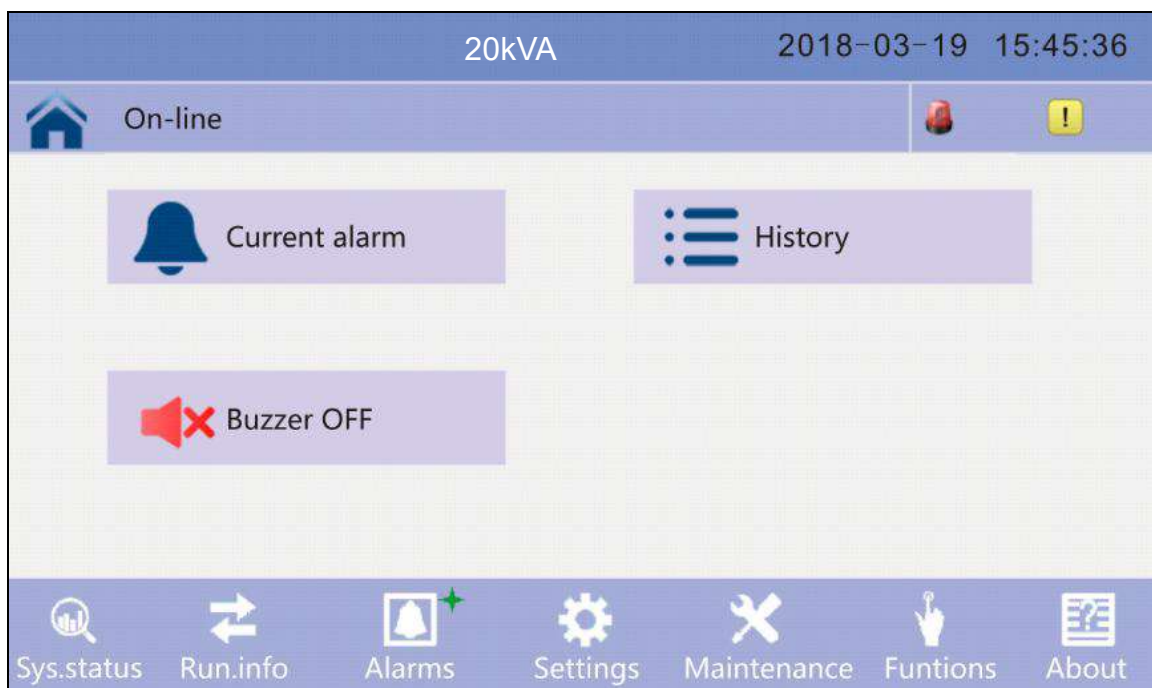 20kVA 2018-03-19 15:45:36
On-line !
Current alarm History
Buzzer OFF
?
Sys.status Run.info Alarms Settings Maintenance Funtions About